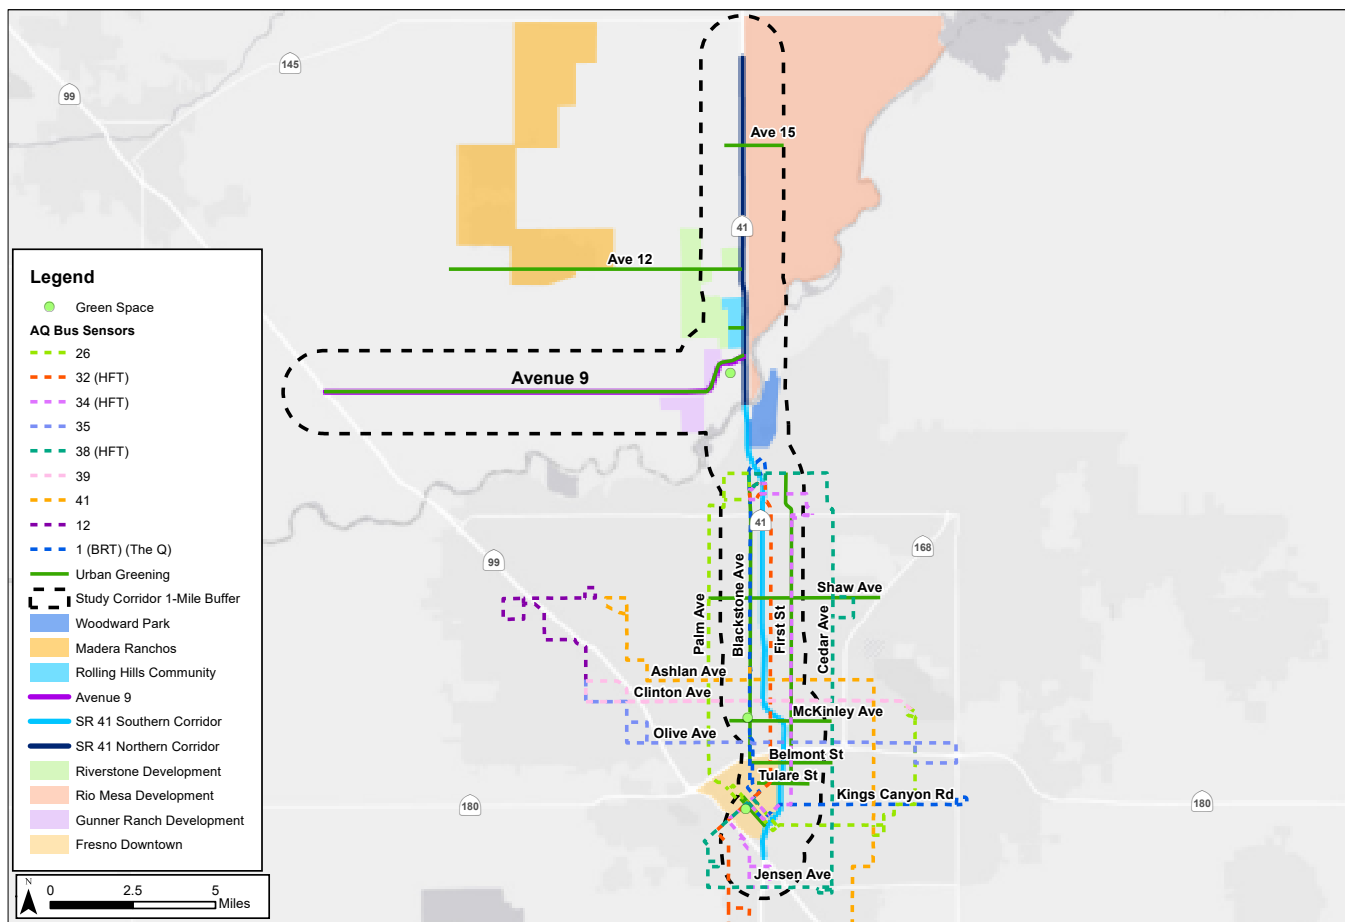 145
99
Ave 15
41
Ave 12
Avenue 9
41
99
168
Shaw Ave
Palm Ave
Blackstone Ave
First St
Cedar Ave
Ashlan Ave
Clinton Ave
McKinley Ave
Olive Ave
Belmont St
Tulare St
Kings Canyon Rd
180
180
Jensen Ave
Legend
Green Space
AQ Bus Sensors
26
32 (HFT)
34 (HFT)
35
38 (HFT)
39
41
12
1 (BRT) (The Q)
Urban Greening
Study Corridor 1-Mile Buffer
Woodward Park
Madera Ranchos
Rolling Hills Community
Avenue 9
SR 41 Southern Corridor
SR 41 Northern Corridor
Riverstone Development
Rio Mesa Development
Gunner Ranch Development
Fresno Downtown
N
0 2.5 5
Miles